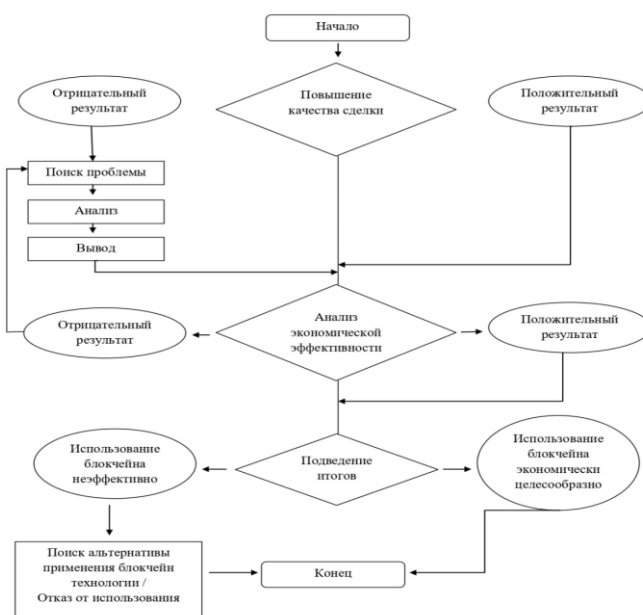 Начало
Отрицательный
результат
Повышение
качества сделки
Положительный
результат
Поиск проблемы
Анализ
Вывод
Отрицательный
результат
Анализ
экономической
эффективности
Положительный
результат
Использование
блокчейна
неэффективно
Подведение
итогов
Использование
блокчейна
экономически
целесообразно
Поиск альтернативы
применения блокчейн
технологии /
Отказ от использования
Конец